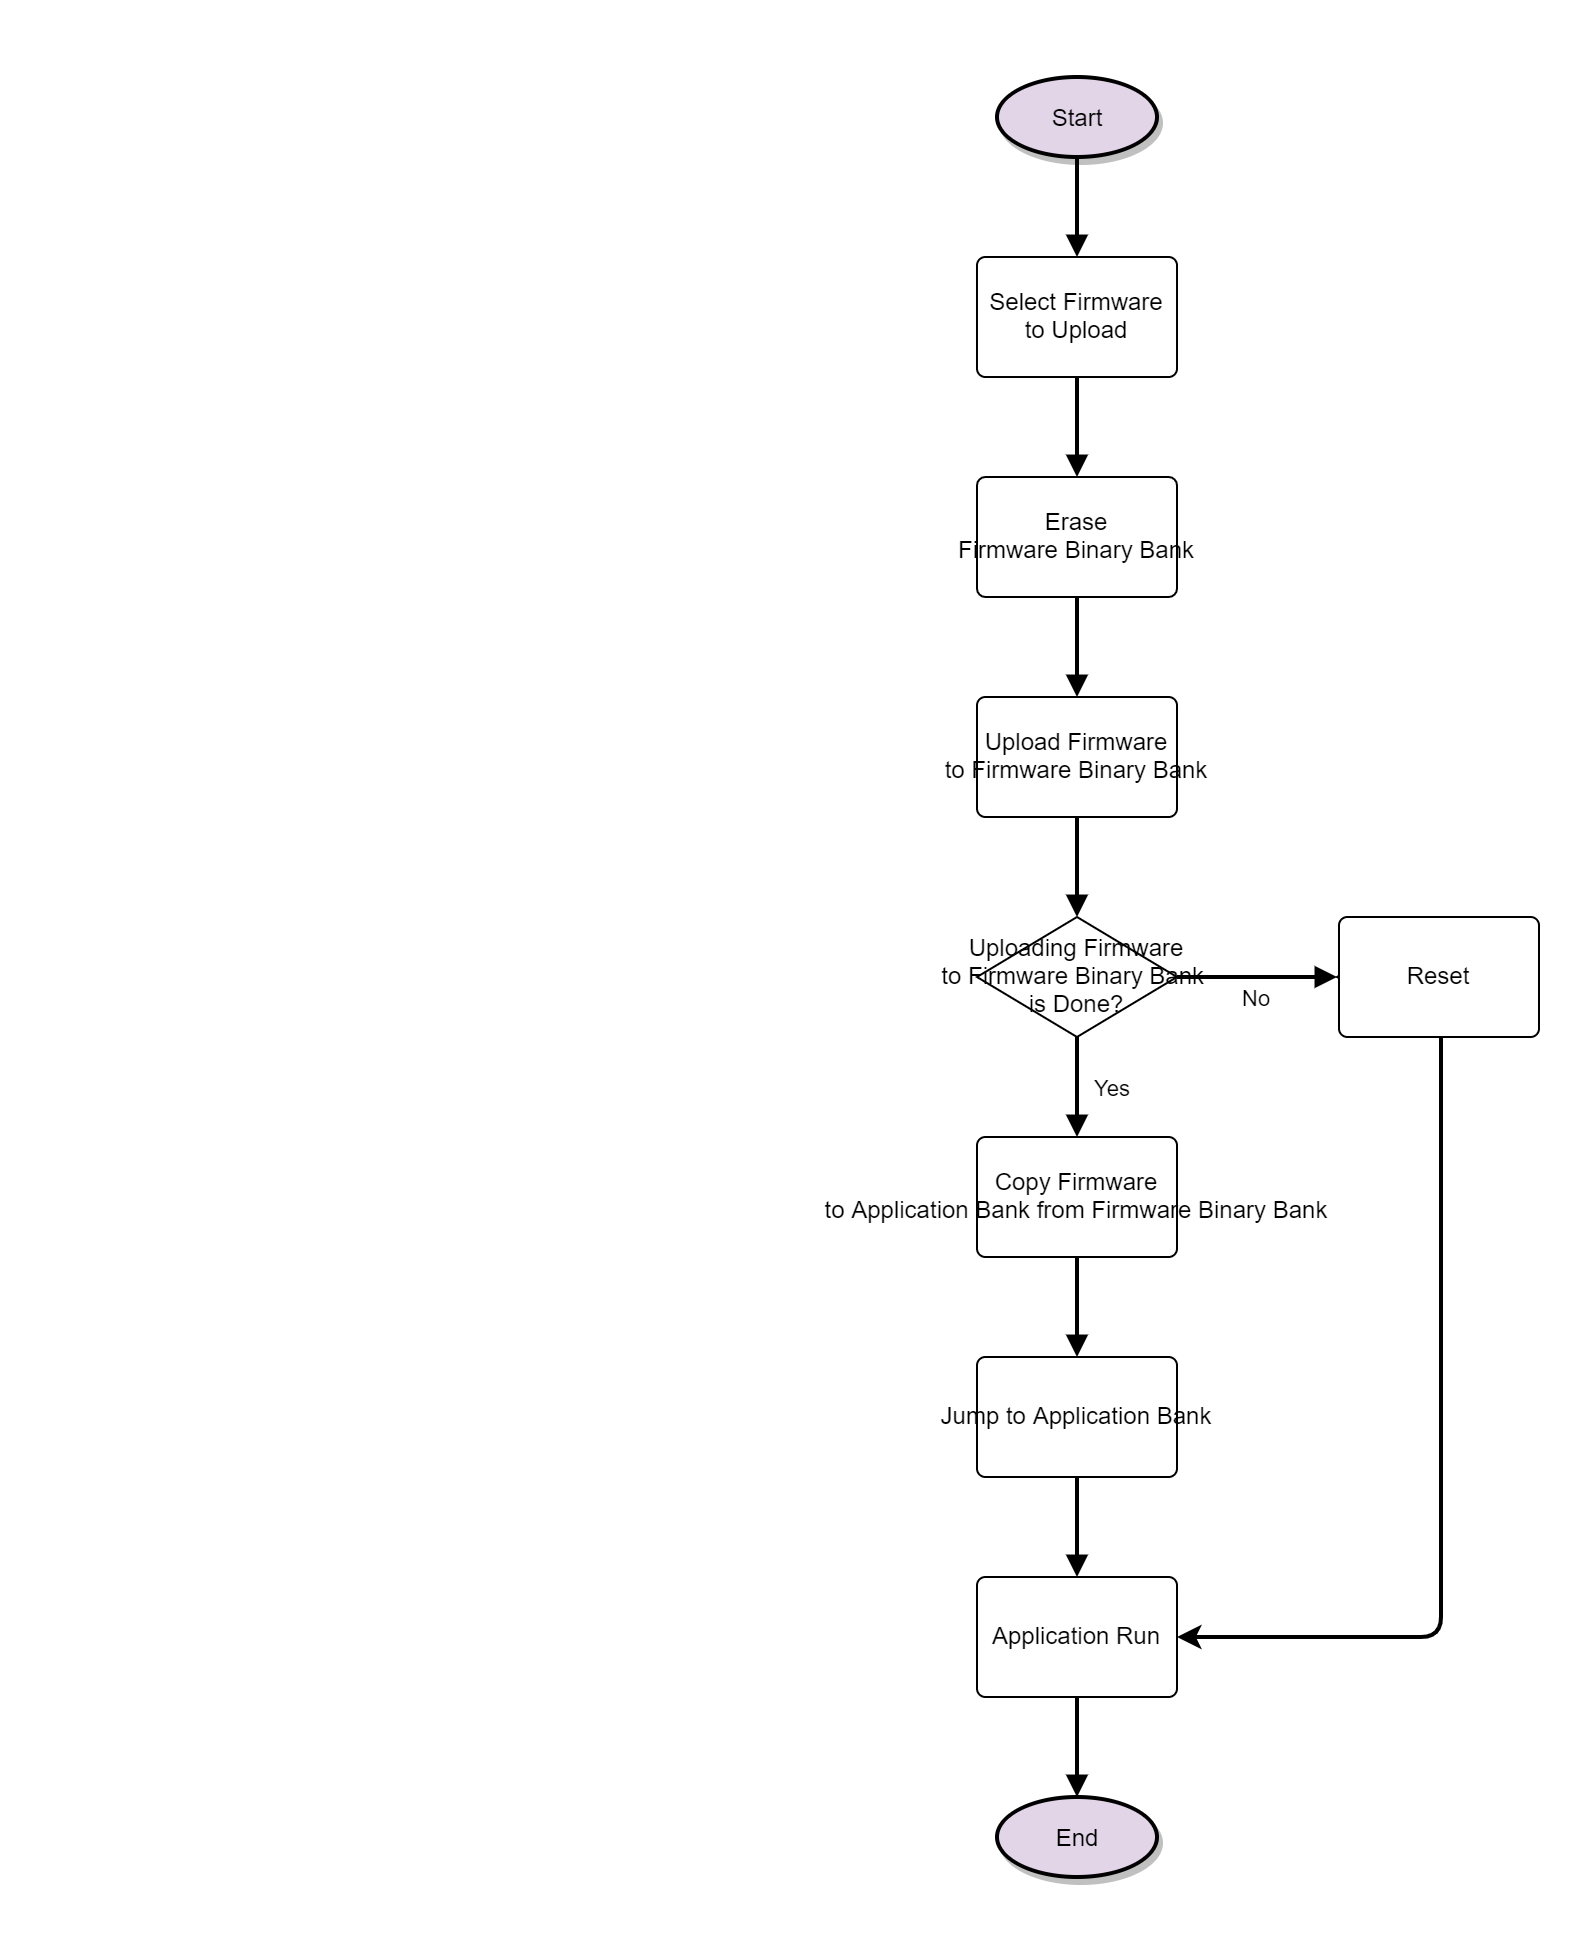 Start
Select Firmware
to Upload
Erase
Firmware Binary Bank
Upload Firmware
to Firmware Binary Bank
Uploading Firmware
to Firmware Binary Bank
is Done?
No
Reset
Yes
Copy Firmware
to Application Bank from Firmware Binary Bank
Jump to Application Bank
Application Run
End